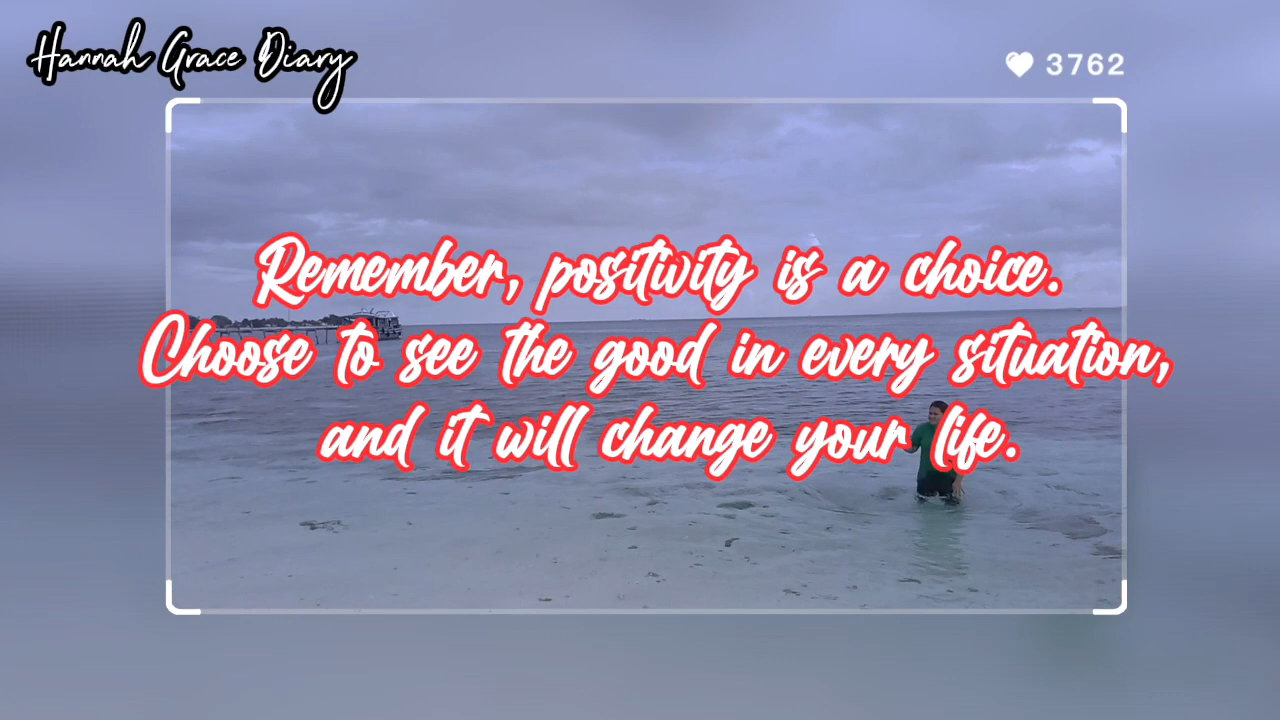 Hannah Grace Diary
3762
Remember, positivity is a choice.
Choose to see the good in every situation,
and it will change your life.